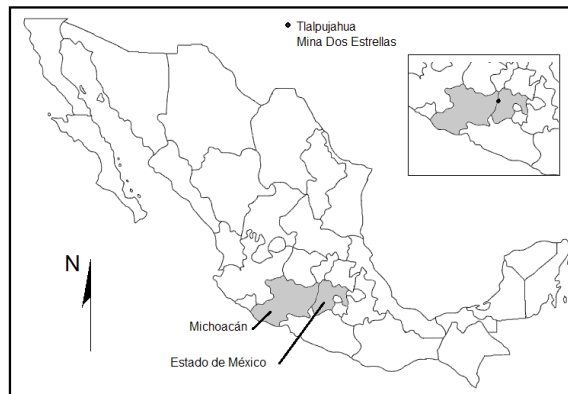 Tlalpujahua
Mina Dos Estrellas
N
Michoacán
Estado de México